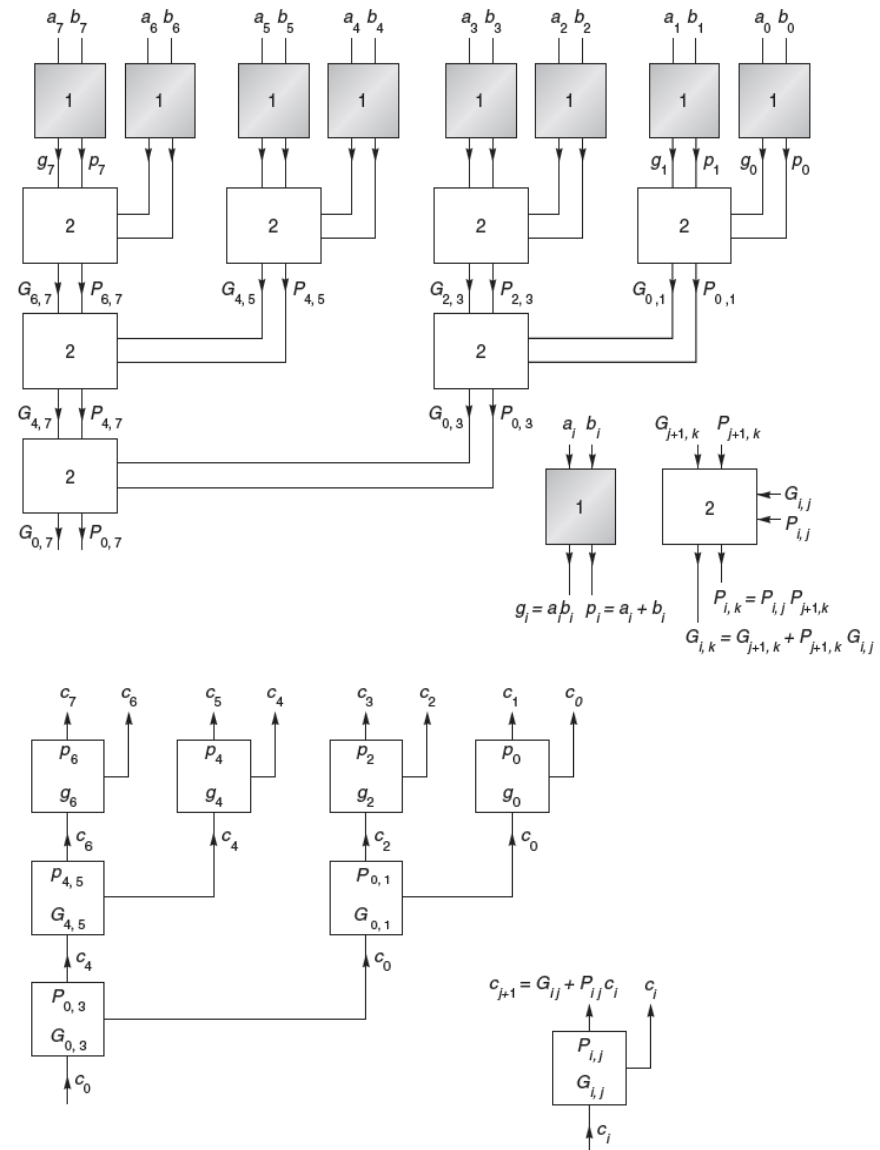 a7 b7 a6 b6 a5 b5 a4 b4 a3 b3 a2 b2 a1 b1 a0 b0
1 1 1 1 1 1 1 1
g7 p7 g1 p1 g0 p0
2 2 2 2
G6, 7 P6, 7 G4, 5 P4, 5 G2, 3 P2, 3 G0, 1 P0, 1
2 2
G4, 7 P4, 7 G0, 3 P0, 3
2
G0, 7 P0, 7
ai bi Gj+1, k Pj+1, k
1 2 Gi, j
Pi, j
gi = aibi pi = ai + bi
Pi, k = Pi, j Pj+1,k
Gi, k = Gj+1, k + Pj+1, k Gi, j
c7 c6 c5 c4 c3 c2 c1 c0
p6 p4 p2 p0
g6 g4 g2 g0
c6 c4 c2 c0
p4, 5 P0, 1
G4, 5 G0, 1
c4 c0
P0, 3
G0, 3
c0
cj+1 = Gij + Pij ci ci
Pi, j
Gi, j
ci